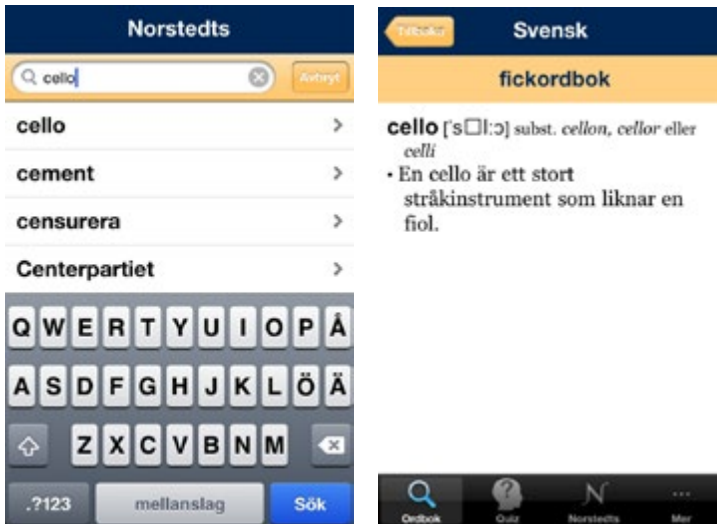 Norstedts
cello
Avbryt
cello
cement
censurera
Centerpartiet
Q W E R T Y U I O P Å
A S D F G H J K L Ö Ä
Z X C V B N M
.?123 mellanslag Sök
Tillbaka
Svensk
fickordbok
cello ['s□l:ɔ] subst. cellon, cellor eller
celli
• En cello är ett stort
stråkinstrument som liknar en
fiol.
Ordbok Quiz Norstedts Mer